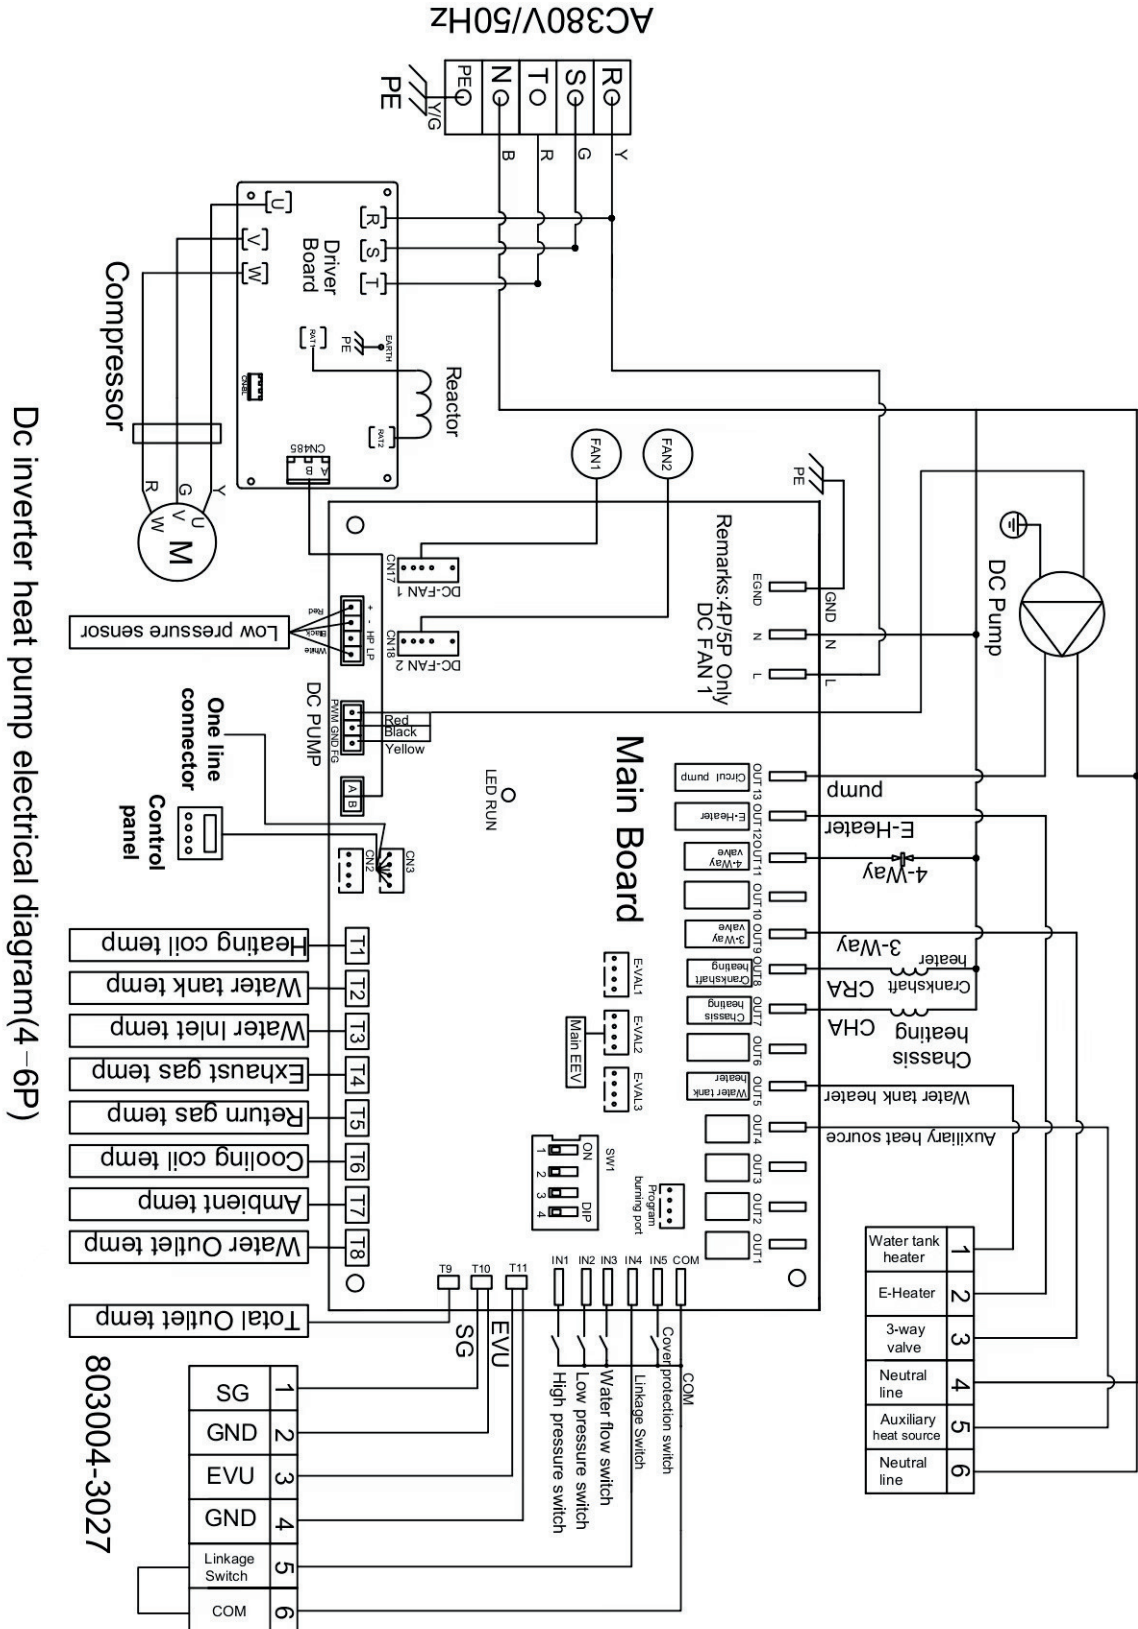 AC380V/50Hz
R
S
T
N
PE
PE
Y/G
Y
G
R
B
U
V
W
R
S
T
Driver
Board
RAT1
PE
EARTH
RAT2
CN-BL
CN485
A
B
Reactor
Compressor
R
G
Y
W
V
U
M
FAN1
FAN2
PE
DC Pump
Remarks:4P/5P Only
DC FAN 1
CN17
DC-FAN 1
CN18
DC-FAN 2
EGND
N
L
GND
N
L
+
-
HP LP
Red
Black
White
Low pressure sensor
DC PUMP
PWM GND FG
Red
Black
Yellow
A
B
One line
connector
Control
panel
CN2
CN3
LED RUN
Main Board
OUT13
Circul pump
pump
OUT12
E-Heater
E-Heater
OUT11
4-Way
valve
4-Way
OUT10
OUT9
3-Way
valve
3-Way
OUT8
Crankshaft
heating
CRA
Crankshaft
heater
OUT7
Chassis
heating
CHA
Chassis
heating
OUT6
OUT5
Water tank
heater
Water tank heater
OUT4
Auxiliary heat source
OUT3
OUT2
OUT1
E-VAL1
E-VAL2
E-VAL3
Main EEV
SW1
ON
DIP
1
2
3
4
Program
burning port
T1
Heating coil temp
T2
Water tank temp
T3
Water Inlet temp
T4
Exhaust gas temp
T5
Return gas temp
T6
Cooling coil temp
T7
Ambient temp
T8
Water Outlet temp
Total Outlet temp
T9
T10
T11
SG
EVU
IN1
IN2
IN3
IN4
IN5
COM
High pressure switch
Low pressure switch
Water flow switch
Linkage Switch
Cover protection switch
COM
Water tank
heater
1
E-Heater
2
3-way
valve
3
Neutral
line
4
Auxiliary
heat source
5
Neutral
line
6
SG
1
GND
2
EVU
3
GND
4
Linkage
Switch
5
COM
6
803004-3027
Dc inverter heat pump electrical diagram(4-6P)